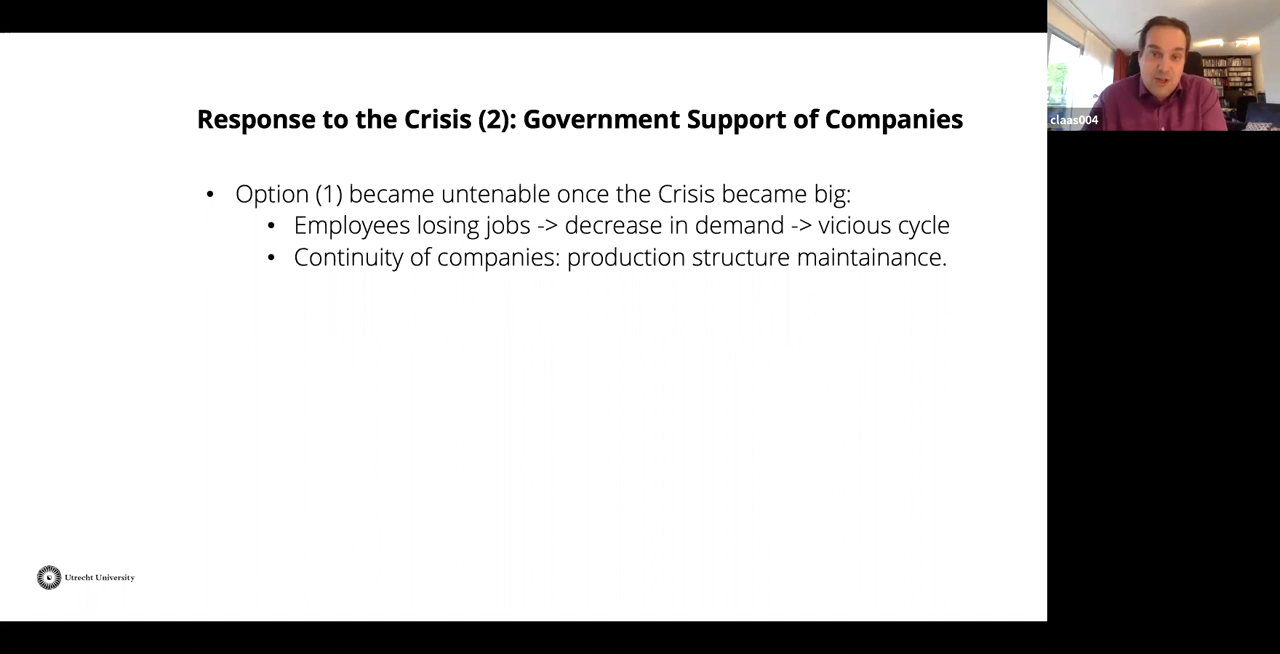 Response to the Crisis (2): Government Support of Companies
• Option (1) became untenable once the Crisis became big:
• Employees losing jobs -> decrease in demand -> vicious cycle
• Continuity of companies: production structure maintainance.
Utrecht University
claas004